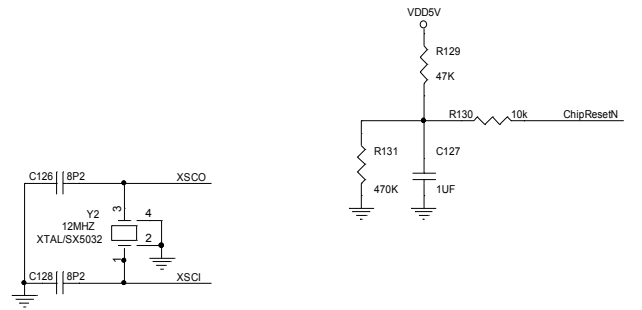 VDD5V
R129
47K
R130 10k ChipResetN
R131 C127
470K 1UF
C126 8P2 XSCO
3 4
Y2
12MHZ
XTAL/SX5032 2
1
C128 8P2 XSCI